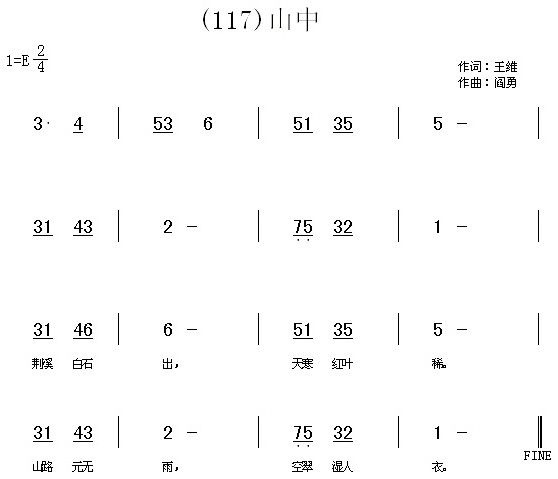 (117)山中
1=E 2/4
作词：王维
作曲：阎勇
3· 4 | 53 6 | 51 35 | 5 - |
31 43 | 2 - | 75 32 | 1 - |
31 46 | 6 - | 51 35 | 5 - |
荆溪 白石 出， 天寒 红叶 稀。
31 43 | 2 - | 75 32 | 1 - ‖
FINE
山路 元无 雨， 空翠 湿人 衣。